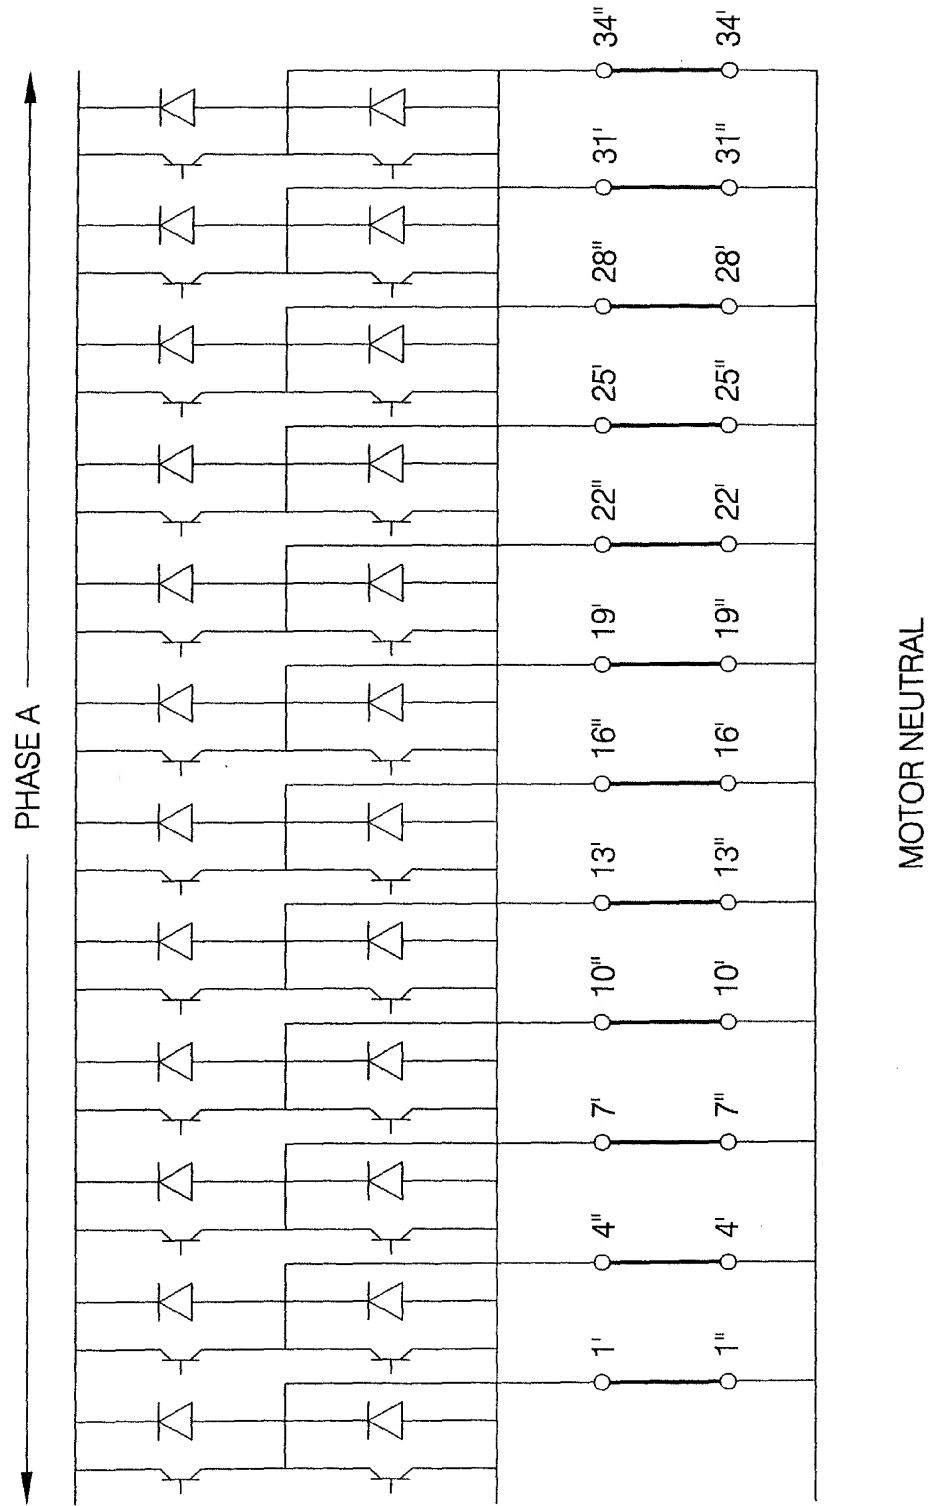 PHASE A
1' 4" 7' 10" 13' 16" 19' 22" 25' 28" 31' 34"
1" 4' 7" 10' 13" 16' 19" 22' 25" 28' 31" 34'
MOTOR NEUTRAL